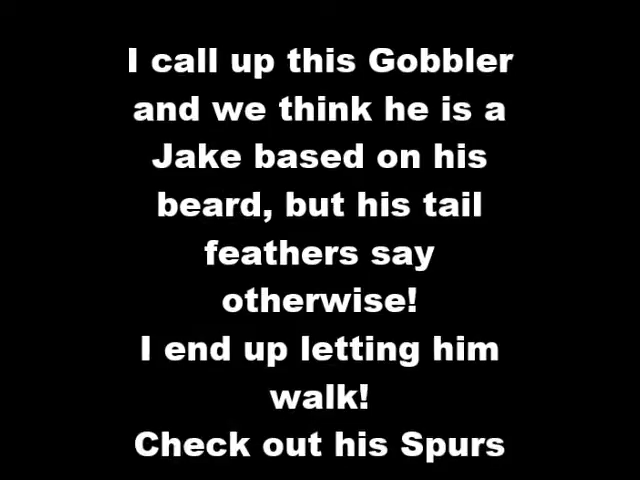 I call up this Gobbler
and we think he is a
Jake based on his
beard, but his tail
feathers say
otherwise!
I end up letting him
walk!
Check out his Spurs